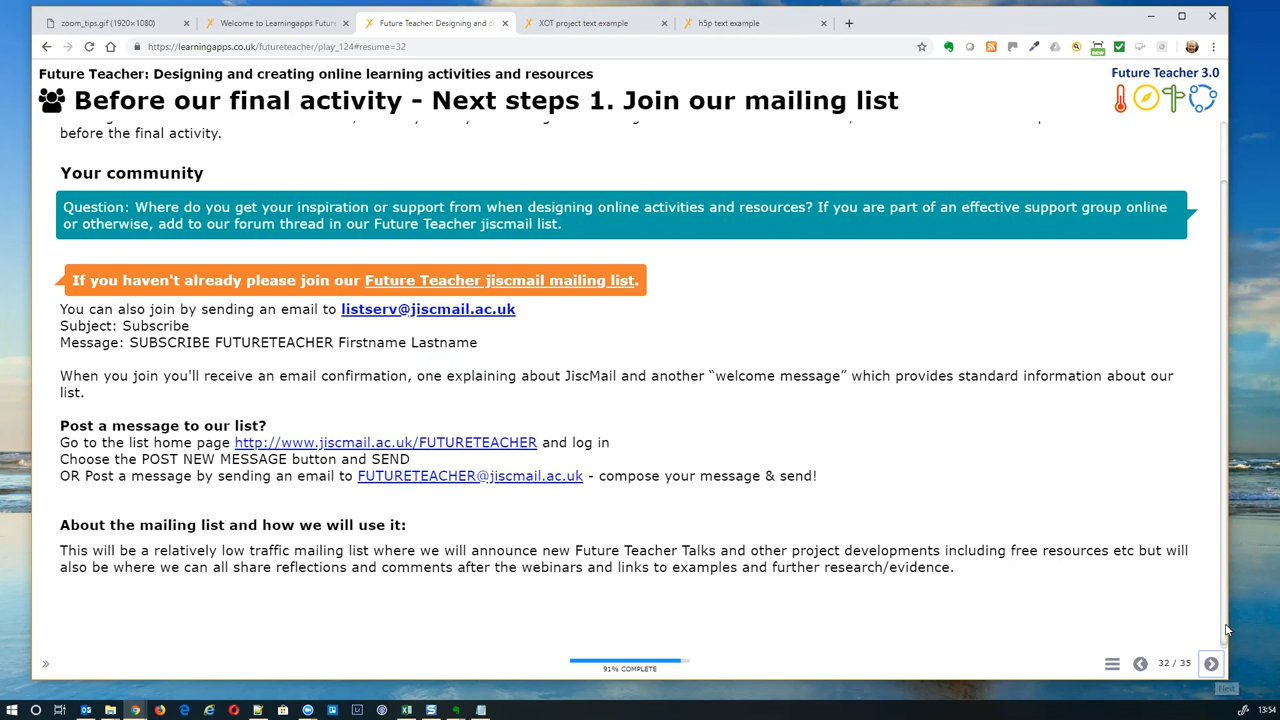 zoom_tips.gif (1920×1080)
Welcome to Learningapps Futur
Future Teacher: Designing and c
XOT project text example
h5p text example
https://learningapps.co.uk/futureteacher/play_124#resume=32
Future Teacher: Designing and creating online learning activities and resources
Future Teacher 3.0
Before our final activity - Next steps 1. Join our mailing list
before the final activity.
Your community
Question: Where do you get your inspiration or support from when designing online activities and resources? If you are part of an effective support group online
or otherwise, add to our forum thread in our Future Teacher jiscmail list.
If you haven't already please join our Future Teacher jiscmail mailing list.
You can also join by sending an email to listserv@jiscmail.ac.uk
Subject: Subscribe
Message: SUBSCRIBE FUTURETEACHER Firstname Lastname
When you join you'll receive an email confirmation, one explaining about JiscMail and another “welcome message” which provides standard information about our
list.
Post a message to our list?
Go to the list home page http://www.jiscmail.ac.uk/FUTURETEACHER and log in
Choose the POST NEW MESSAGE button and SEND
OR Post a message by sending an email to FUTURETEACHER@jiscmail.ac.uk - compose your message & send!
About the mailing list and how we will use it:
This will be a relatively low traffic mailing list where we will announce new Future Teacher Talks and other project developments including free resources etc but will
also be where we can all share reflections and comments after the webinars and links to examples and further research/evidence.
91% COMPLETE
32 / 35
Next
13:54